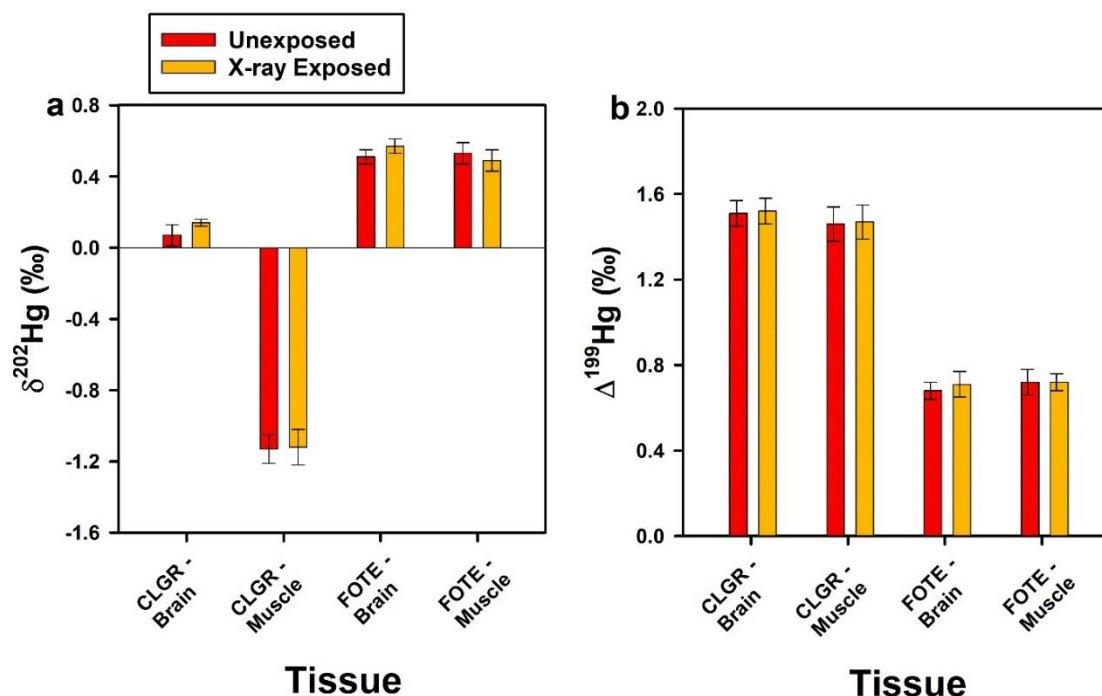 Unexposed
X-ray Exposed
a
δ²⁰²Hg (‰)
0.8
0.4
0.0
-0.4
-0.8
-1.2
-1.6
CLGR -
Brain
CLGR -
Muscle
FOTE -
Brain
FOTE -
Muscle
Tissue
b
Δ¹⁹⁹Hg (‰)
2.0
1.6
1.2
0.8
0.4
0.0
CLGR -
Brain
CLGR -
Muscle
FOTE -
Brain
FOTE -
Muscle
Tissue